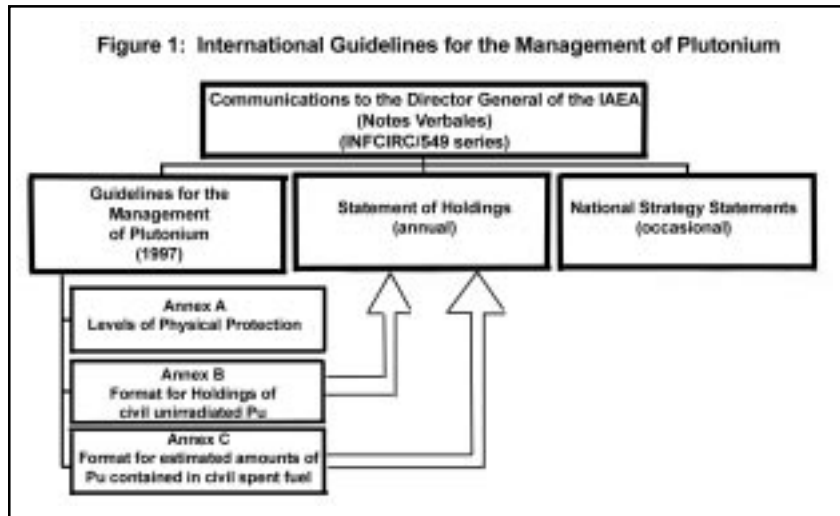 Figure 1: International Guidelines for the Management of Plutonium
Communications to the Director General of the IAEA
(Notes Verbales)
(INFCIRC/549 series)
Guidelines for the
Management
of Plutonium
(1997)
Statement of Holdings
(annual)
National Strategy Statements
(occasional)
Annex A
Levels of Physical Protection
Annex B
Format for Holdings of
civil unirradiated Pu
Annex C
Format for estimated amounts of
Pu contained in civil spent fuel